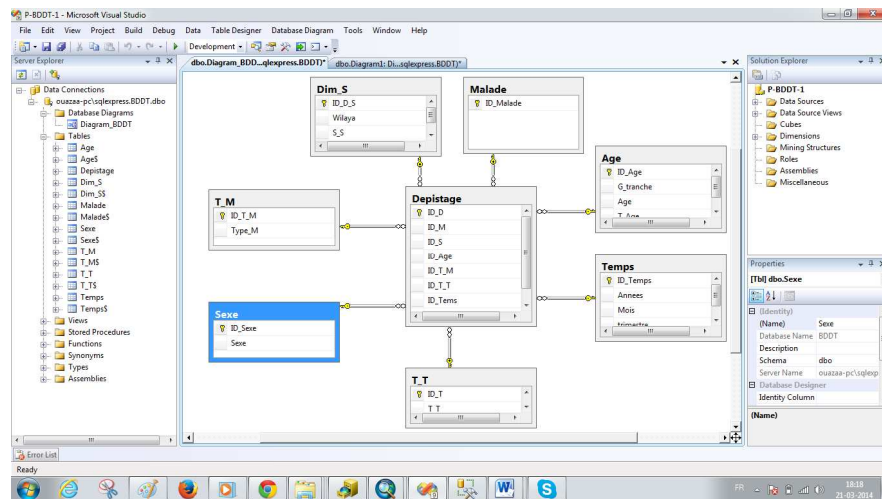 P-BDDT-1 - Microsoft Visual Studio
File Edit View Project Build Debug Data Table Designer Database Diagram Tools Window Help
Development
Server Explorer
Data Connections
ouazaa-pc\sqlexpress.BDDT.dbo
Database Diagrams
Diagram_BDDT
Tables
Age
Age$
Depistage
Dim_S
Dim_S$
Malade
Malade$
Sexe
Sexe$
T_M
T_M$
T_T
T_T$
Temps
Temps$
Views
Stored Procedures
Functions
Synonyms
Types
Assemblies
dbo.Diagram_BDD...qlexpress.BDDT)* dbo.Diagram1: Di...sqlexpress.BDDT)*
Dim_S
ID_D_S
Wilaya
S_S
Malade
ID_Malade
Age
ID_Age
G_tranche
Age
T_Age
T_M
ID_T_M
Type_M
Depistage
ID_D
ID_M
ID_S
ID_Age
ID_T_M
ID_T_T
ID_Tems
Temps
ID_Temps
Annees
Mois
trimestre
Sexe
ID_Sexe
Sexe
T_T
ID_T
T_T
Solution Explorer
P-BDDT-1
Data Sources
Data Source Views
Cubes
Dimensions
Mining Structures
Roles
Assemblies
Miscellaneous
Properties
[Tbl] dbo.Sexe
(Identity)
(Name) Sexe
Database Name BDDT
Description
Schema dbo
Server Name ouazaa-pc\sqlexp
Database Designer
Identity Column
(Name)
Error List
Ready
FR
18:18
21-03-2014